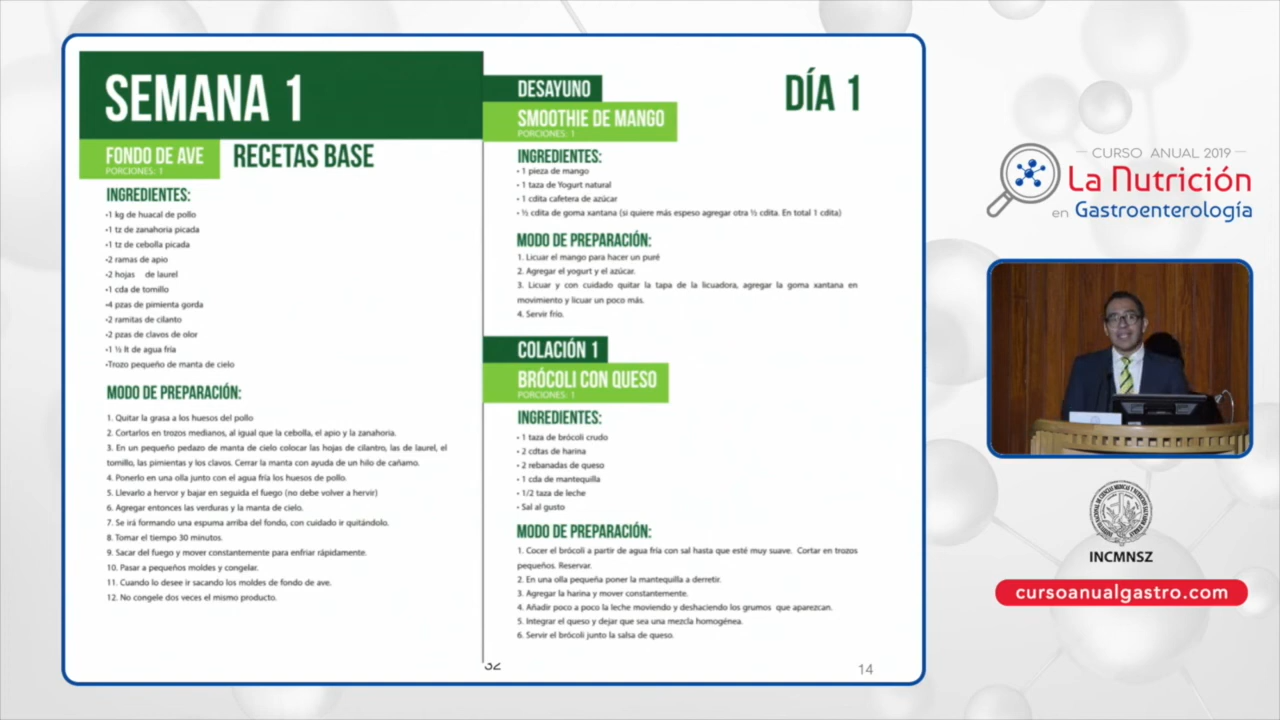 SEMANA 1
FONDO DE AVE
PORCIONES: 1
RECETAS BASE
INGREDIENTES:
•1 kg de huacal de pollo
•1 tz de zanahoria picada
•1 tz de cebolla picada
•2 ramas de apio
•2 hojas de laurel
•1 cda de tomillo
•4 pzas de pimienta gorda
•2 ramitas de cilanto
•2 pzas de clavos de olor
•1 ½ lt de agua fría
•Trozo pequeño de manta de cielo
MODO DE PREPARACIÓN:
1. Quitar la grasa a los huesos del pollo
2. Cortarlos en trozos medianos, al igual que la cebolla, el apio y la zanahoria.
3. En un pequeño pedazo de manta de cielo colocar las hojas de cilantro, las de laurel, el
tomillo, las pimientas y los clavos. Cerrar la manta con ayuda de un hilo de cañamo.
4. Ponerlo en una olla junto con el agua fría los huesos de pollo.
5. Llevarlo a hervor y bajar en seguida el fuego (no debe volver a hervir)
6. Agregar entonces las verduras y la manta de cielo.
7. Se irá formando una espuma arriba del fondo, con cuidado ir quitándolo.
8. Tomar el tiempo 30 minutos.
9. Sacar del fuego y mover constantemente para enfriar rápidamente.
10. Pasar a pequeños moldes y congelar.
11. Cuando lo desee ir sacando los moldes de fondo de ave.
12. No congele dos veces el mismo producto.
DÍA 1
DESAYUNO
SMOOTHIE DE MANGO
PORCIONES: 1
INGREDIENTES:
• 1 pieza de mango
• 1 taza de Yogurt natural
• 1 cdita cafetera de azúcar
• ½ cdita de goma xantana (si quiere más espeso agregar otra ½ cdita. En total 1 cdita)
MODO DE PREPARACIÓN:
1. Licuar el mango para hacer un puré
2. Agregar el yogurt y el azúcar.
3. Licuar y con cuidado quitar la tapa de la licuadora, agregar la goma xantana en
movimiento y licuar un poco más.
4. Servir frío.
COLACIÓN 1
BRÓCOLI CON QUESO
PORCIONES: 1
INGREDIENTES:
• 1 taza de brócoli crudo
• 2 cdtas de harina
• 2 rebanadas de queso
• 1 cda de mantequilla
• 1/2 taza de leche
• Sal al gusto
MODO DE PREPARACIÓN:
1. Cocer el brócoli a partir de agua fría con sal hasta que esté muy suave. Cortar en trozos
pequeños. Reservar.
2. En una olla pequeña poner la mantequilla a derretir.
3. Agregar la harina y mover constantemente.
4. Añadir poco a poco la leche moviendo y deshaciendo los grumos que aparezcan.
5. Integrar el queso y dejar que sea una mezcla homogénea.
6. Servir el brócoli junto la salsa de queso.
14
CURSO ANUAL 2019
La Nutrición
en Gastroenterología
INCMNSZ
cursoanualgastro.com